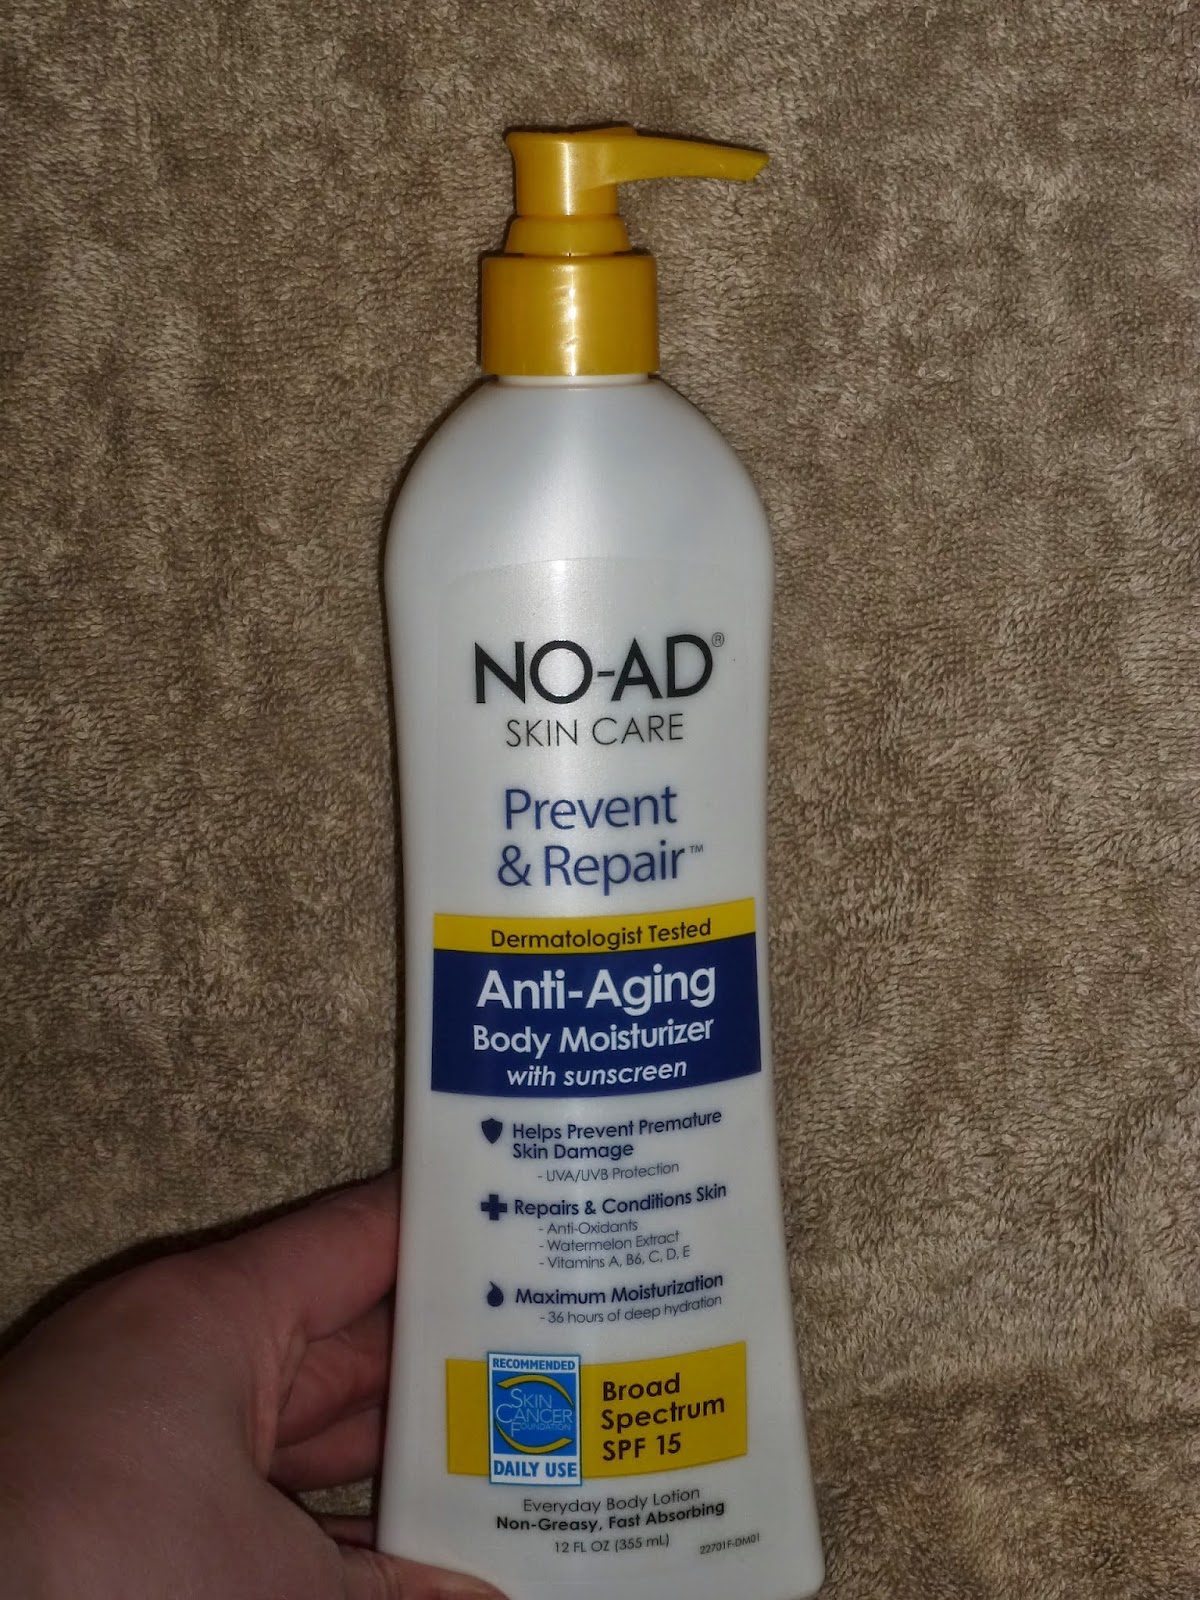 NO-AD®
SKIN CARE
Prevent
& Repair™
Dermatologist Tested
Anti-Aging
Body Moisturizer
with sunscreen
Helps Prevent Premature
Skin Damage
- UVA/UVB Protection
Repairs & Conditions Skin
- Anti-Oxidants
- Watermelon Extract
- Vitamins A, B6, C, D, E
Maximum Moisturization
- 36 hours of deep hydration
RECOMMENDED
SKIN
CANCER
FOUNDATION
DAILY USE
Broad
Spectrum
SPF 15
Everyday Body Lotion
Non-Greasy, Fast Absorbing
12 FL OZ (355 mL)
22701F-DM01